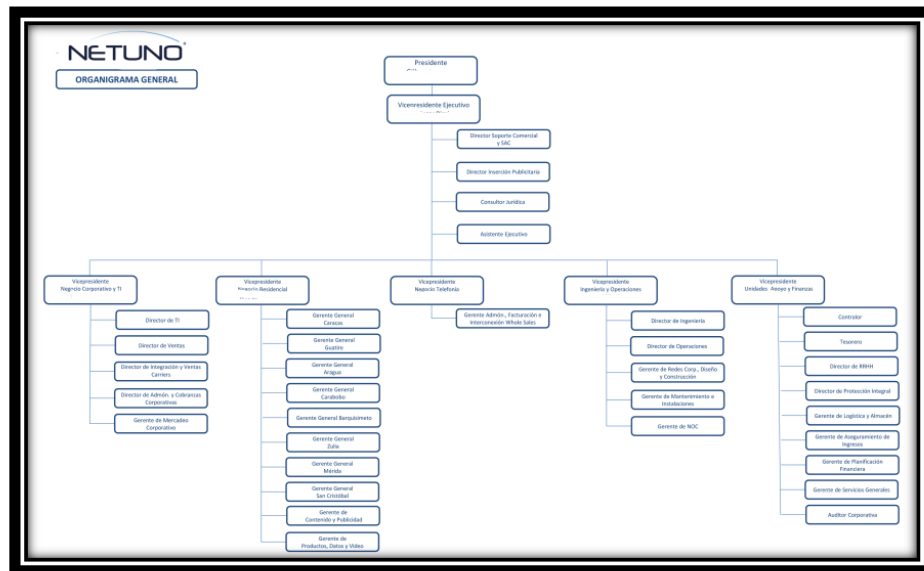 NETUNO
ORGANIGRAMA GENERAL
Presidente
Vicenresidente Ejecutivo
Director Soporte Comercial
y SAC
Director Inserción Publicitaria
Consultor Jurídica
Asistente Ejecutivo
Vicepresidente
Negocio Corporativo y TI
Director de TI
Director de Ventas
Director de Integración y Ventas
Carriers
Director de Admón. y Cobranzas
Corporativas
Gerente de Mercadeo
Corporativo
Vicepresidente
Negocio Residencial
Gerente General
Caracas
Gerente General
Guatire
Gerente General
Aragua
Gerente General
Carabobo
Gerente General Barquisimeto
Gerente General
Zulia
Gerente General
Mérida
Gerente General
San Cristóbal
Gerente de
Contenido y Publicidad
Gerente de
Productos, Datos y Video
Vicepresidente
Negocio Telefonía
Gerente Admón., Facturación e
Interconexión Whole Sales
Vicepresidente
Ingeniería y Operaciones
Director de Ingeniería
Director de Operaciones
Gerente de Redes Corp., Diseño
y Construcción
Gerente de Mantenimiento e
Instalaciones
Gerente de NOC
Vicepresidente
Unidades Apoyo y Finanzas
Contralor
Tesorero
Director de RRHH
Director de Protección Integral
Gerente de Logística y Almacén
Gerente de Aseguramiento de
Ingresos
Gerente de Planificación
Financiera
Gerente de Servicios Generales
Auditor Corporativa